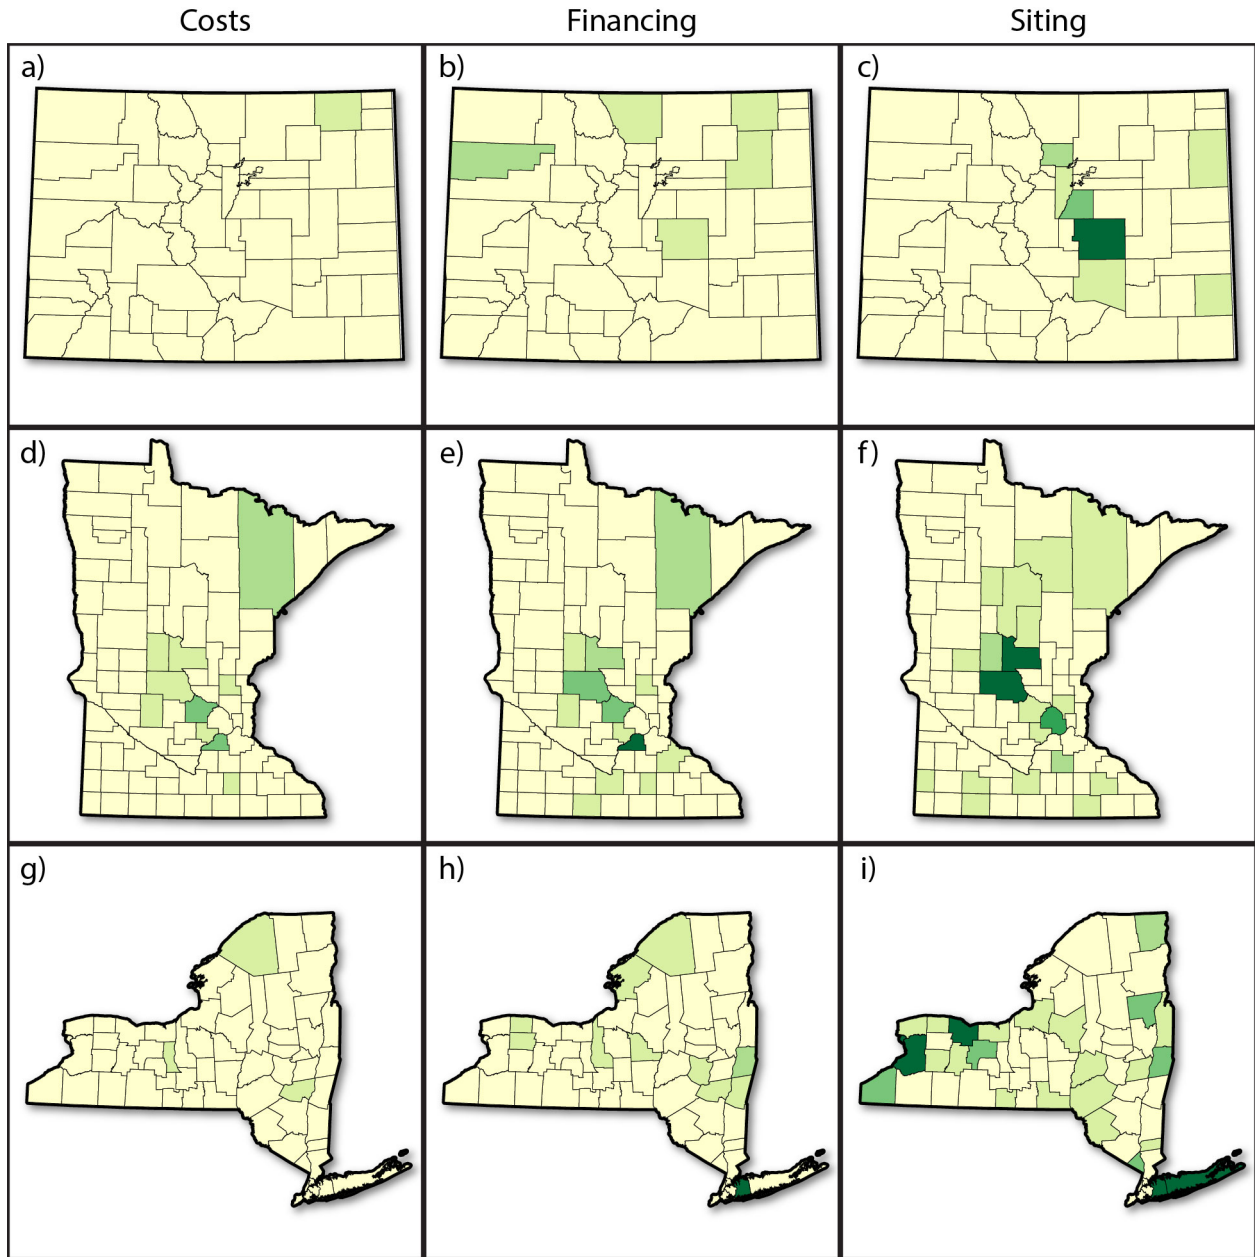 Costs Financing Siting
a) b) c)
d) e) f)
g) h) i)